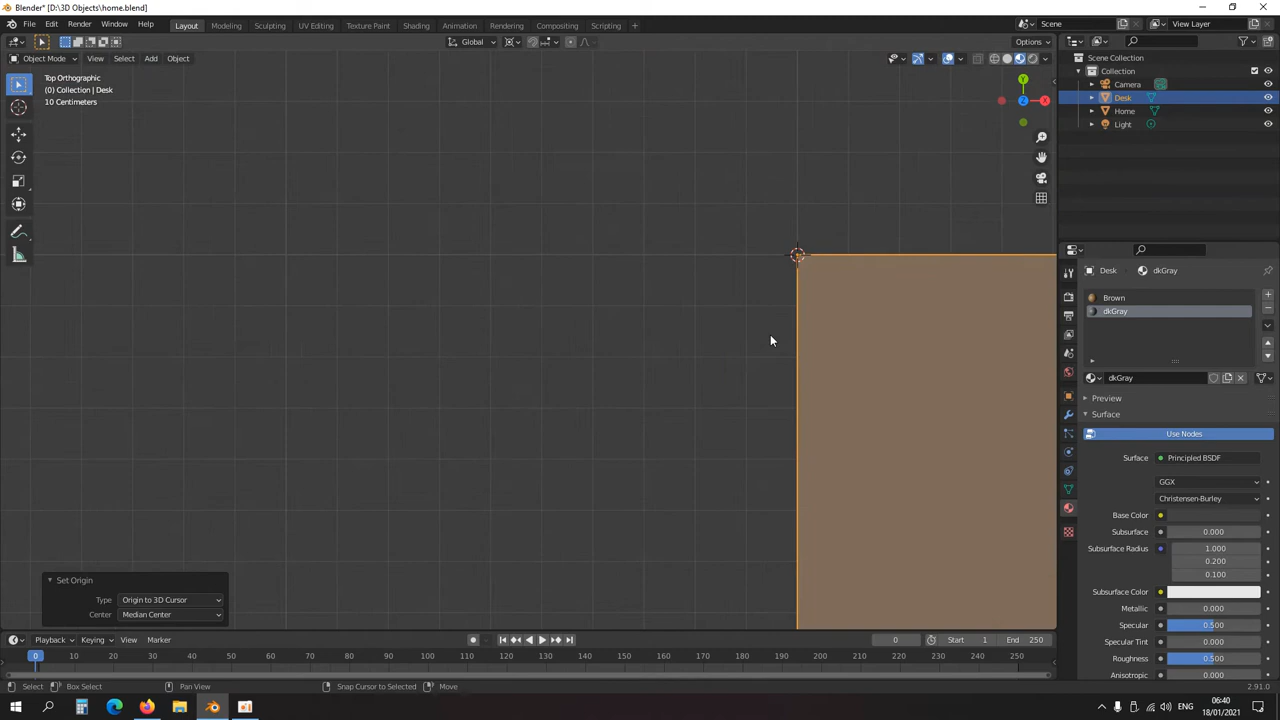 Blender* [D:\3D Objects\home.blend]
File Edit Render Window Help Layout Modeling Sculpting UV Editing Texture Paint Shading Animation Rendering Compositing Scripting + Scene View Layer
Global Options
Object Mode View Select Add Object
Top Orthographic
(0) Collection | Desk
10 Centimeters
Y
X
Z
Scene Collection
Collection
Camera
Desk
Home
Light
Desk dkGray
Brown
dkGray
dkGray
Preview
Surface
Use Nodes
Surface Principled BSDF
GGX
Christensen-Burley
Base Color
Subsurface 0.000
Subsurface Radius 1.000
0.200
0.100
Subsurface Color
Metallic 0.000
Specular 0.500
Specular Tint 0.000
Roughness 0.500
Anisotropic 0.000
Set Origin
Type Origin to 3D Cursor
Center Median Center
Playback Keying View Marker 0 Start 1 End 250
0 10 20 30 40 50 60 70 80 90 100 110 120 130 140 150 160 170 180 190 200 210 220 230 240 250
Select Box Select Pan View Snap Cursor to Selected Move 2.91.0
ENG 06:40
18/01/2021